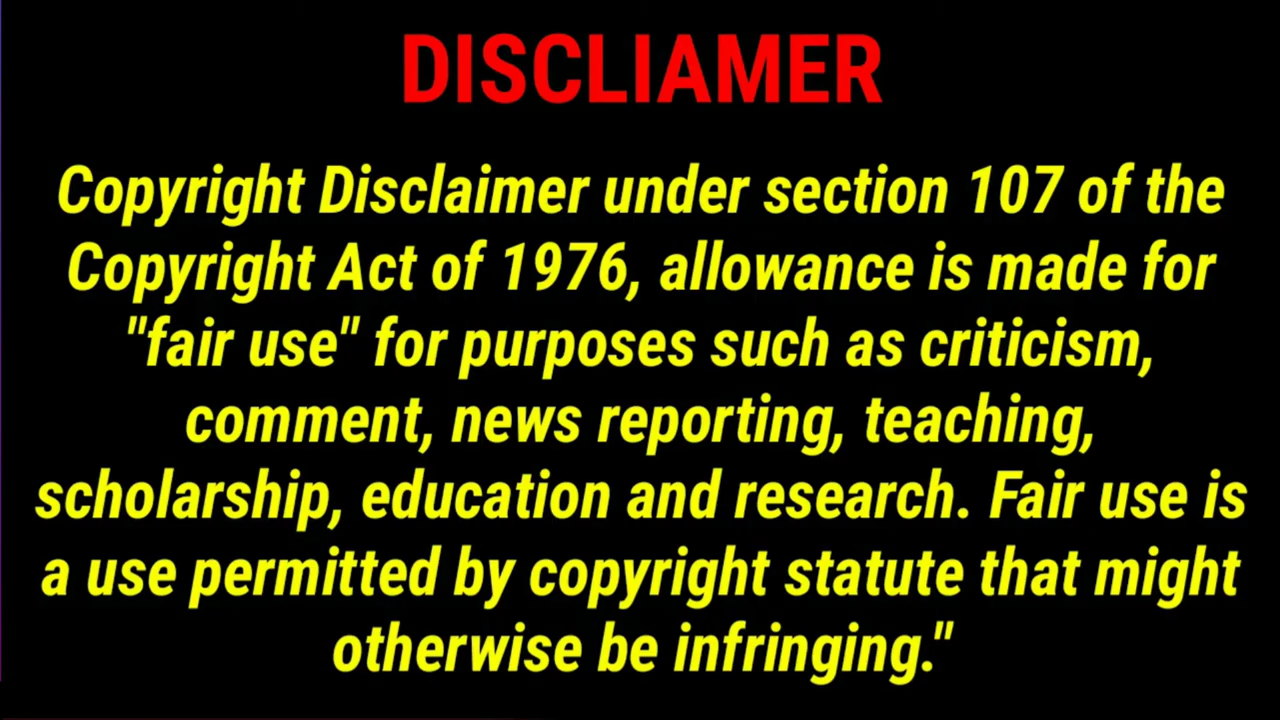 DISCLIAMER
Copyright Disclaimer under section 107 of the
Copyright Act of 1976, allowance is made for
"fair use" for purposes such as criticism,
comment, news reporting, teaching,
scholarship, education and research. Fair use is
a use permitted by copyright statute that might
otherwise be infringing."